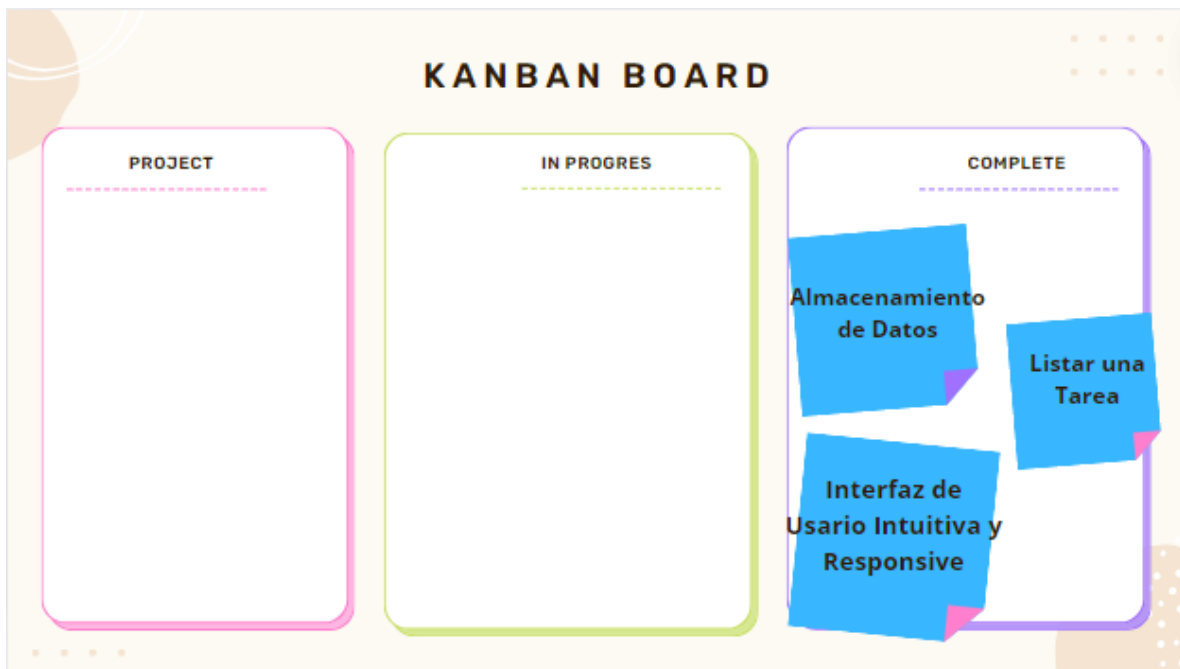 KANBAN BOARD
PROJECT
IN PROGRES
COMPLETE
Almacenamiento
de Datos
Listar una
Tarea
Interfaz de
Usario Intuitiva y
Responsive